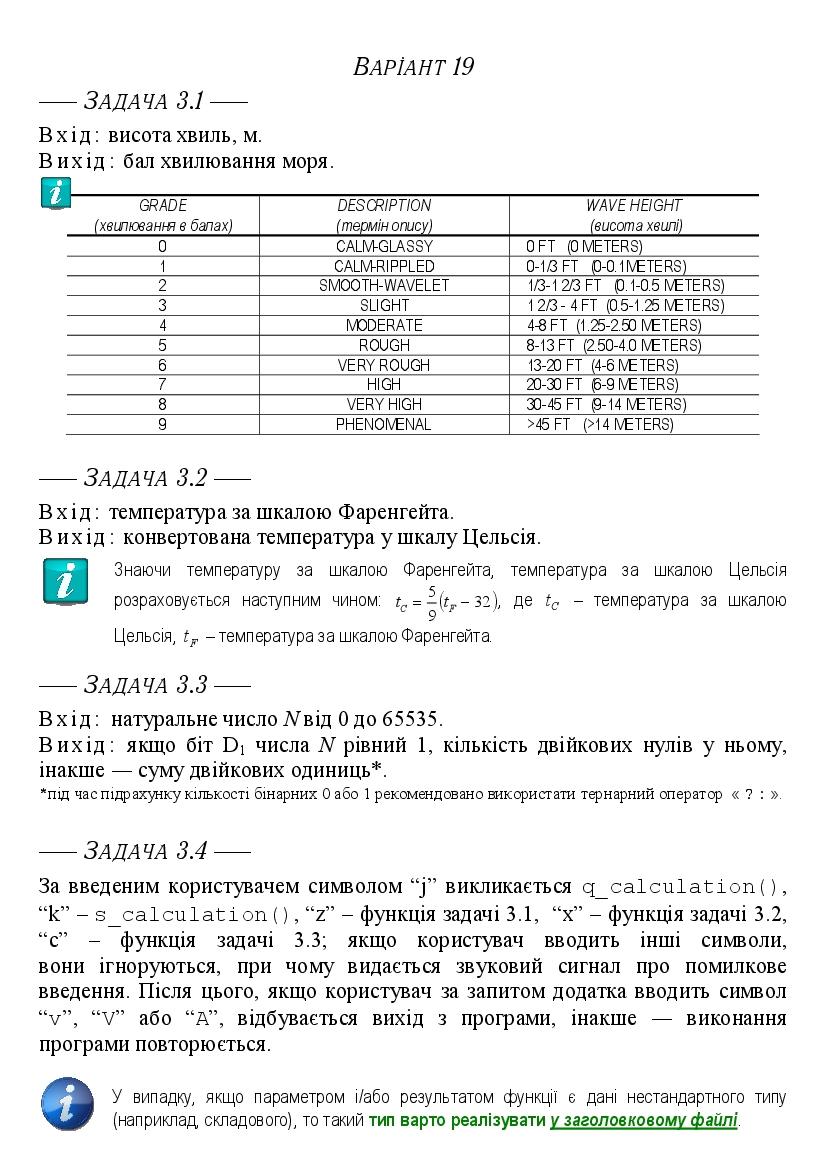 ВАРІАНТ 19
—— ЗАДАЧА 3.1 ——
Вхід: висота хвиль, м.
Вихід: бал хвилювання моря.
GRADE DESCRIPTION WAVE HEIGHT
(хвилювання в балах) (термін опису) (висота хвилі)
0 CALM-GLASSY 0 FT (0 METERS)
1 CALM-RIPPLED 0-1/3 FT (0-0.1METERS)
2 SMOOTH-WAVELET 1/3-1 2/3 FT (0.1-0.5 METERS)
3 SLIGHT 1 2/3 - 4 FT (0.5-1.25 METERS)
4 MODERATE 4-8 FT (1.25-2.50 METERS)
5 ROUGH 8-13 FT (2.50-4.0 METERS)
6 VERY ROUGH 13-20 FT (4-6 METERS)
7 HIGH 20-30 FT (6-9 METERS)
8 VERY HIGH 30-45 FT (9-14 METERS)
9 PHENOMENAL >45 FT (>14 METERS)
—— ЗАДАЧА 3.2 ——
Вхід: температура за шкалою Фаренгейта.
Вихід: конвертована температура у шкалу Цельсія.
Знаючи температуру за шкалою Фаренгейта, температура за шкалою Цельсія
розраховується наступним чином: t_C = 5/9 (t_F − 32), де t_C – температура за шкалою
Цельсія, t_F – температура за шкалою Фаренгейта.
—— ЗАДАЧА 3.3 ——
Вхід: натуральне число N від 0 до 65535.
Вихід: якщо біт D₁ числа N рівний 1, кількість двійкових нулів у ньому,
інакше — суму двійкових одиниць*.
*під час підрахунку кількості бінарних 0 або 1 рекомендовано використати тернарний оператор « ? : ».
—— ЗАДАЧА 3.4 ——
За введеним користувачем символом “j” викликається q_calculation(),
“k” – s_calculation(), “z” – функція задачі 3.1, “x” – функція задачі 3.2,
“c” – функція задачі 3.3; якщо користувач вводить інші символи,
вони ігноруються, при чому видається звуковий сигнал про помилкове
введення. Після цього, якщо користувач за запитом додатка вводить символ
“v”, “V” або “A”, відбувається вихід з програми, інакше — виконання
програми повторюється.
У випадку, якщо параметром і/або результатом функції є дані нестандартного типу
(наприклад, складового), то такий тип варто реалізувати у заголовковому файлі.